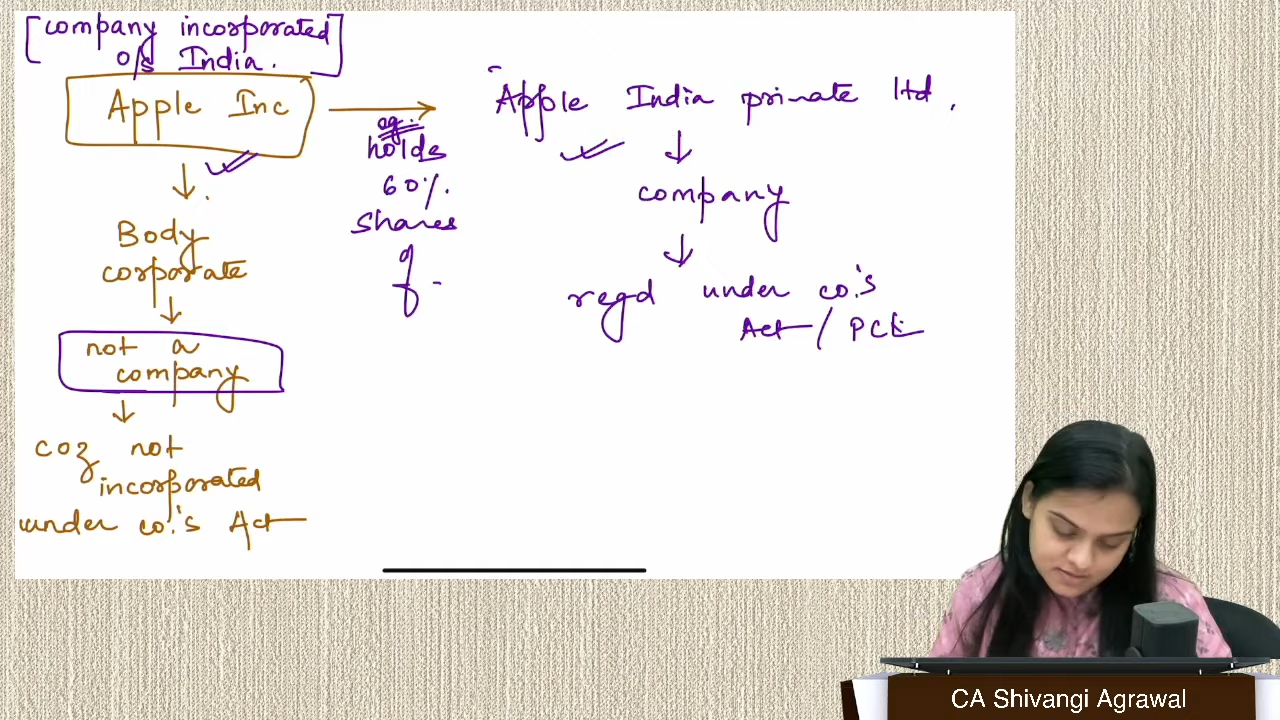 [company incorporated
o/s India.]
Apple Inc
Body
corporate
not a
company
coz not
incorporated
under co.'s Act
eg.
holds
60%.
shares
of
Apple India private ltd.
company
regd under co.'s
Act / PCL
CA Shivangi Agrawal